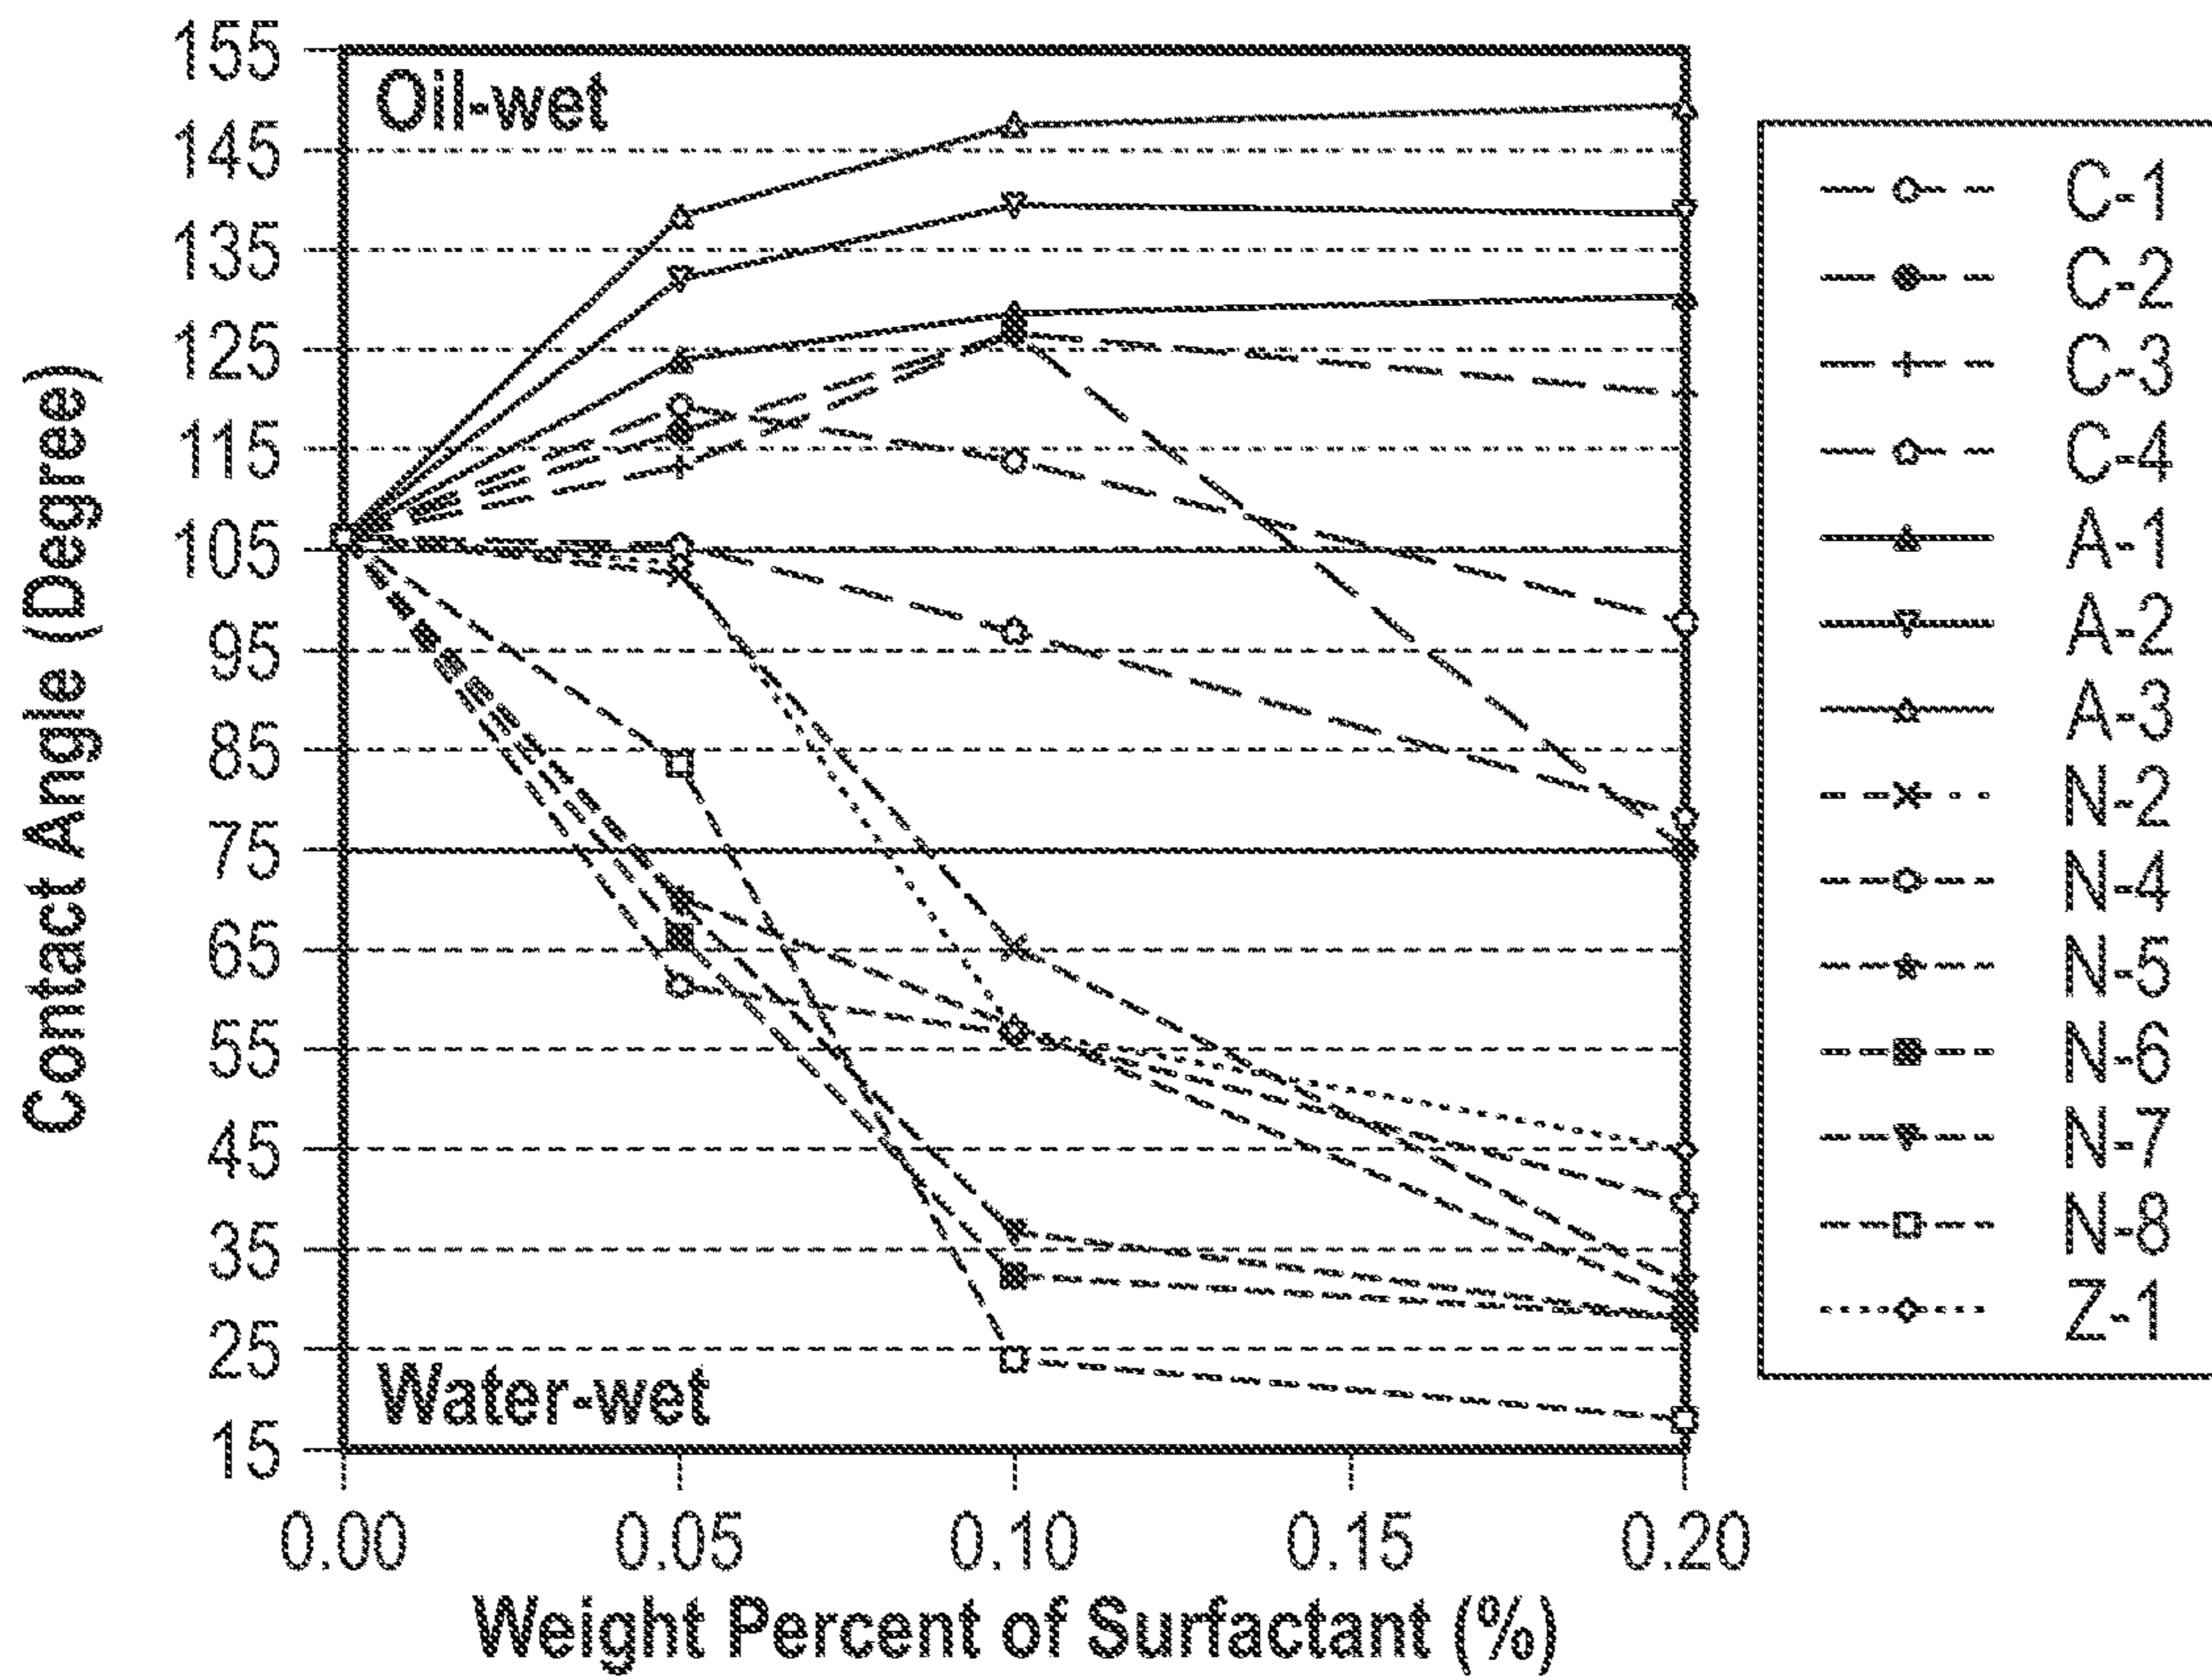 Contact Angle (Degree)
155
145
135
125
115
105
95
85
75
65
55
45
35
25
15
Oil-wet
Water-wet
0.00 0.05 0.10 0.15 0.20
Weight Percent of Surfactant (%)
C-1
C-2
C-3
C-4
A-1
A-2
A-3
N-2
N-4
N-5
N-6
N-7
N-8
Z-1